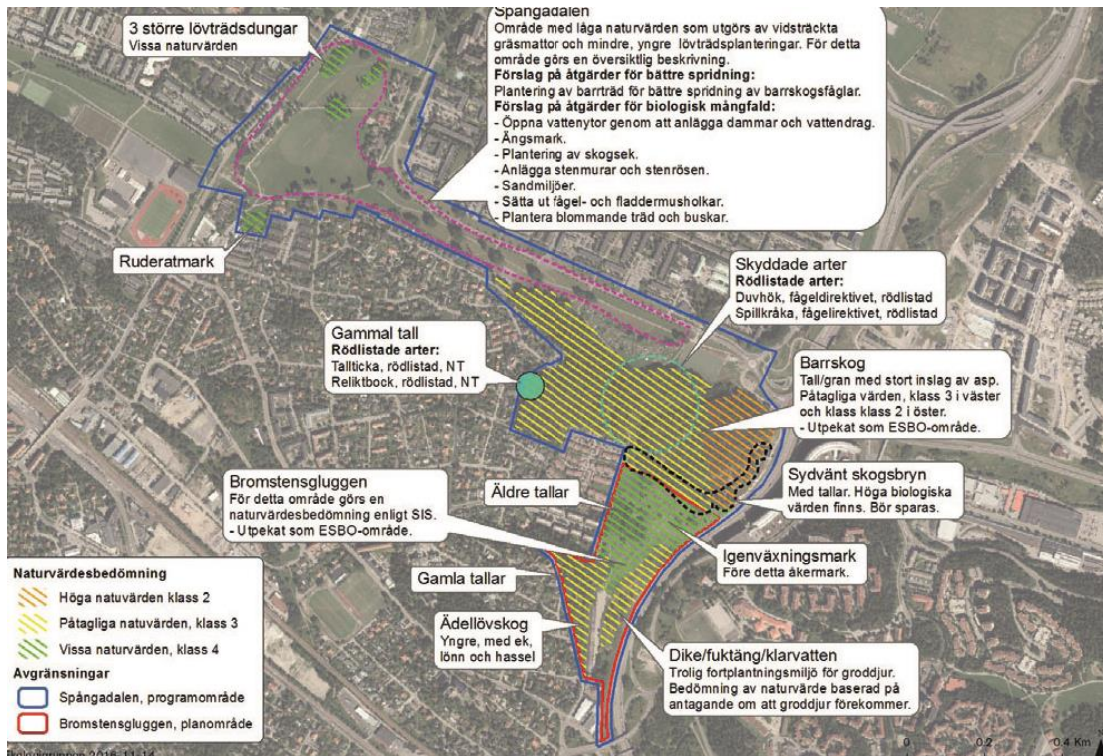 3 större lövträdsdungar
Vissa naturvärden
Spångadalen
Område med låga naturvärden som utgörs av vidsträckta
gräsmattor och mindre, yngre lövträdsplanteringar. För detta
område görs en översiktlig beskrivning.
Förslag på åtgärder för bättre spridning:
Plantering av barrträd för bättre spridning av barrskogsfåglar.
Förslag på åtgärder för biologisk mångfald:
- Öppna vattenytor genom att anlägga dammar och vattendrag.
- Ängsmark.
- Plantering av skogsek.
- Anlägga stenmurar och stenrösen.
- Sandmiljöer.
- Sätta ut fågel- och fladdermusholkar.
- Plantera blommande träd och buskar.
Ruderatmark
Skyddade arter
Rödlistade arter:
Duvhök, fågeldirektivet, rödlistad
Spillkråka, fågelirektivet, rödlistad
Gammal tall
Rödlistade arter:
Tallticka, rödlistad, NT
Reliktbock, rödlistad, NT
Barrskog
Tall/gran med stort inslag av asp.
Påtagliga värden, klass 3 i väster
och klass klass 2 i öster.
- Utpekat som ESBO-område.
Bromstensgluggen
För detta område görs en
naturvärdesbedömning enligt SIS.
- Utpekat som ESBO-område.
Äldre tallar
Sydvänt skogsbryn
Med tallar. Höga biologiska
värden finns. Bör sparas.
Igenväxningsmark
Före detta åkermark.
Gamla tallar
Ädellövskog
Yngre, med ek,
lönn och hassel
Dike/fuktäng/klarvatten
Trolig fortplantningsmiljö för groddjur.
Bedömning av naturvärde baserad på
antagande om att groddjur förekommer.
Naturvärdesbedömning
Höga natuvärden klass 2
Påtagliga natuvärden, klass 3
Vissa naturvärden, klass 4
Avgränsningar
Spångadalen, programområde
Bromstensgluggen, planområde
Ekologigruppen 2016-11-14
0 0.2 0.4 Km